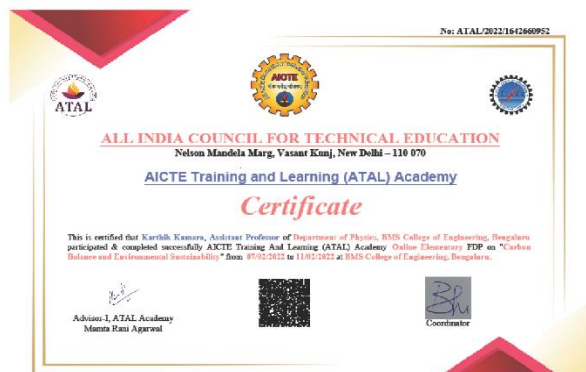 No: ATAL/2022/1642660952
ATAL
AICTE
ALL INDIA COUNCIL FOR TECHNICAL EDUCATION
Nelson Mandela Marg, Vasant Kunj, New Delhi – 110 070
AICTE Training and Learning (ATAL) Academy
Certificate
This is certified that Karthik Kumara, Assistant Professor of Department of Physics, BMS College of Engineering, Bengaluru
participated & completed successfully AICTE Training And Learning (ATAL) Academy Online Elementary FDP on "Carbon
Balance and Environmental Sustainability" from 07/02/2022 to 11/02/2022 at BMS College of Engineering, Bengaluru.
Advisor-I, ATAL Academy
Mamta Rani Agarwal
Coordinator